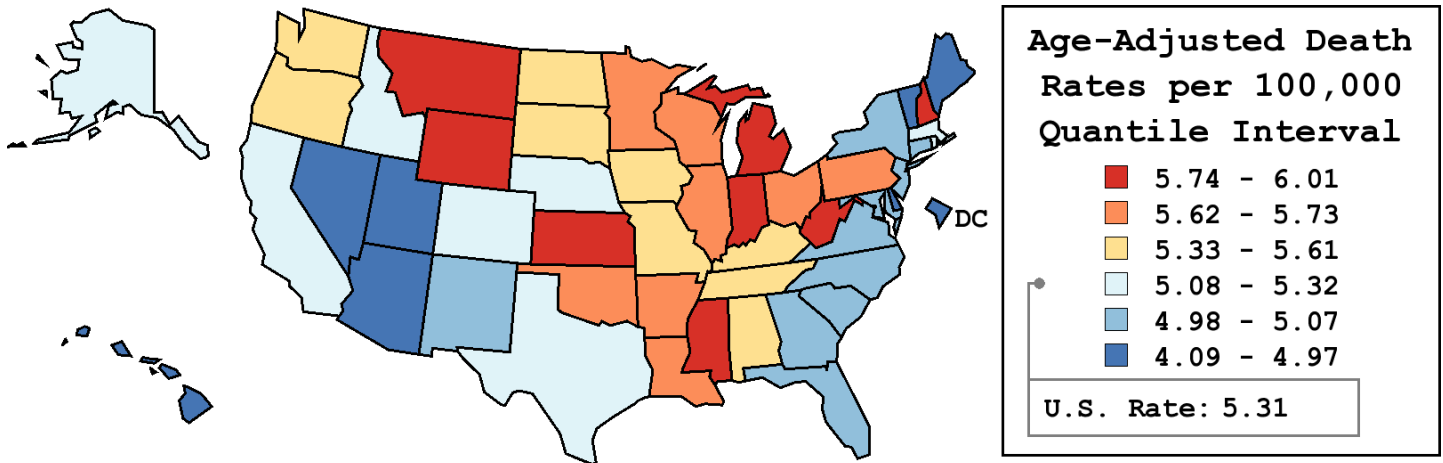 DC
Age-Adjusted Death
Rates per 100,000
Quantile Interval
5.74 - 6.01
5.62 - 5.73
5.33 - 5.61
5.08 - 5.32
4.98 - 5.07
4.09 - 4.97
U.S. Rate: 5.31